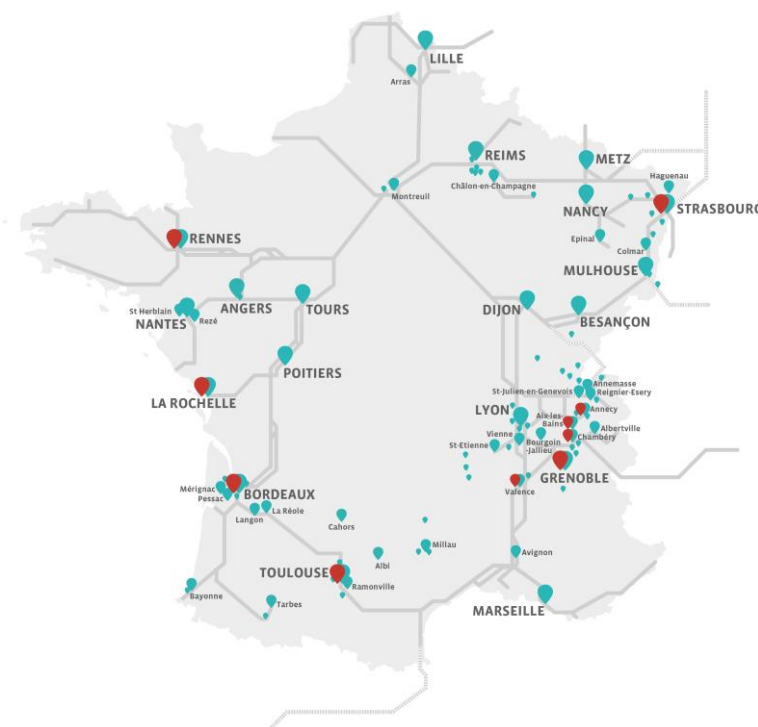 LILLE
Arras
REIMS
METZ
Châlon-en-Champagne
Montreuil
Haguenau
NANCY
STRASBOURG
RENNES
Epinal
Colmar
MULHOUSE
ANGERS
TOURS
DIJON
BESANÇON
St Herblain
NANTES
Rezé
POITIERS
LA ROCHELLE
Annemasse
St-Julien-en-Genevois
Reignier-Esery
LYON
Annecy
Aix-les
Bains
Albertville
Vienne
Chambéry
St-Etienne
Bourgoin
-Jallieu
GRENOBLE
Valence
Mérignac
BORDEAUX
Pessac
Langon
La Réole
Cahors
Millau
Albi
Avignon
TOULOUSE
Ramonville
Bayonne
Tarbes
MARSEILLE